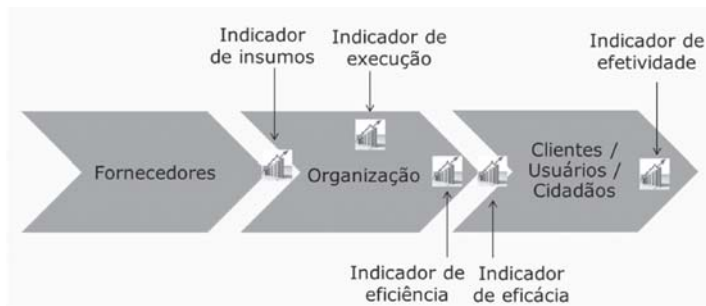 Indicador
de insumos
Indicador de
execução
Indicador de
efetividade
Fornecedores
Organização
Clientes /
Usuários /
Cidadãos
Indicador de
eficiência
Indicador
de eficácia